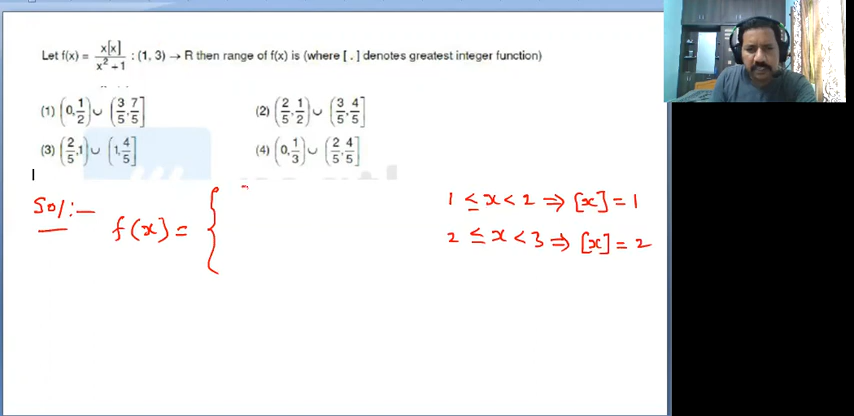 Let f(x) = x[x]/(x² + 1) : (1, 3) → R then range of f(x) is (where [ . ] denotes greatest integer function)
(1) (0, 1/2) ∪ (3/5, 7/5]
(2) (2/5, 1/2) ∪ (3/5, 4/5]
(3) (2/5, 1) ∪ (1, 4/5]
(4) (0, 1/3) ∪ (2/5, 4/5]
Sol:-
1 ≤ x < 2 ⇒ [x] = 1
f(x) = {
2 ≤ x < 3 ⇒ [x] = 2